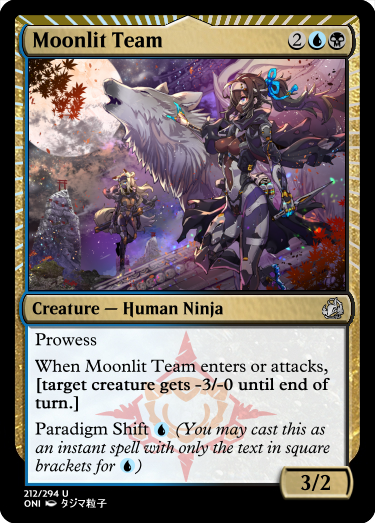 Moonlit Team 2
Creature — Human Ninja
Prowess
When Moonlit Team enters or attacks,
[target creature gets -3/-0 until end of
turn.]
Paradigm Shift (You may cast this
as an instant spell with only the text in square
brackets for )
3/2
212/294 U
ONI タジマ粒子